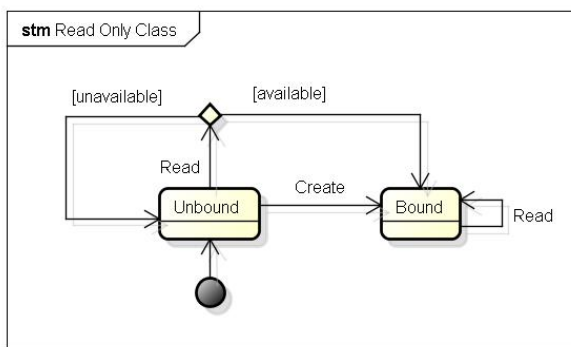 stm Read Only Class
[unavailable]
[available]
Read
Create
Unbound
Bound
Read